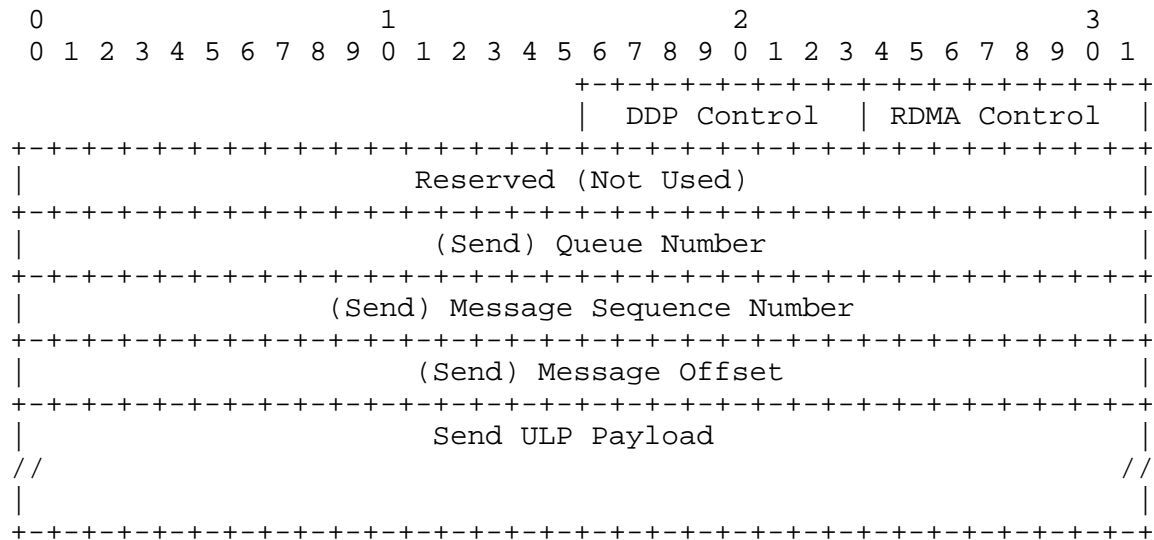 0                   1                   2                   3
 0 1 2 3 4 5 6 7 8 9 0 1 2 3 4 5 6 7 8 9 0 1 2 3 4 5 6 7 8 9 0 1
                                +-+-+-+-+-+-+-+-+-+-+-+-+-+-+-+-+
                                |  DDP Control  | RDMA Control  |
+-+-+-+-+-+-+-+-+-+-+-+-+-+-+-+-+-+-+-+-+-+-+-+-+-+-+-+-+-+-+-+-+
|                      Reserved (Not Used)                      |
+-+-+-+-+-+-+-+-+-+-+-+-+-+-+-+-+-+-+-+-+-+-+-+-+-+-+-+-+-+-+-+-+
|                       (Send) Queue Number                     |
+-+-+-+-+-+-+-+-+-+-+-+-+-+-+-+-+-+-+-+-+-+-+-+-+-+-+-+-+-+-+-+-+
|                 (Send) Message Sequence Number                |
+-+-+-+-+-+-+-+-+-+-+-+-+-+-+-+-+-+-+-+-+-+-+-+-+-+-+-+-+-+-+-+-+
|                      (Send) Message Offset                    |
+-+-+-+-+-+-+-+-+-+-+-+-+-+-+-+-+-+-+-+-+-+-+-+-+-+-+-+-+-+-+-+-+
|                       Send ULP Payload                        |
//                                                             //
|                                                               |
+-+-+-+-+-+-+-+-+-+-+-+-+-+-+-+-+-+-+-+-+-+-+-+-+-+-+-+-+-+-+-+-+